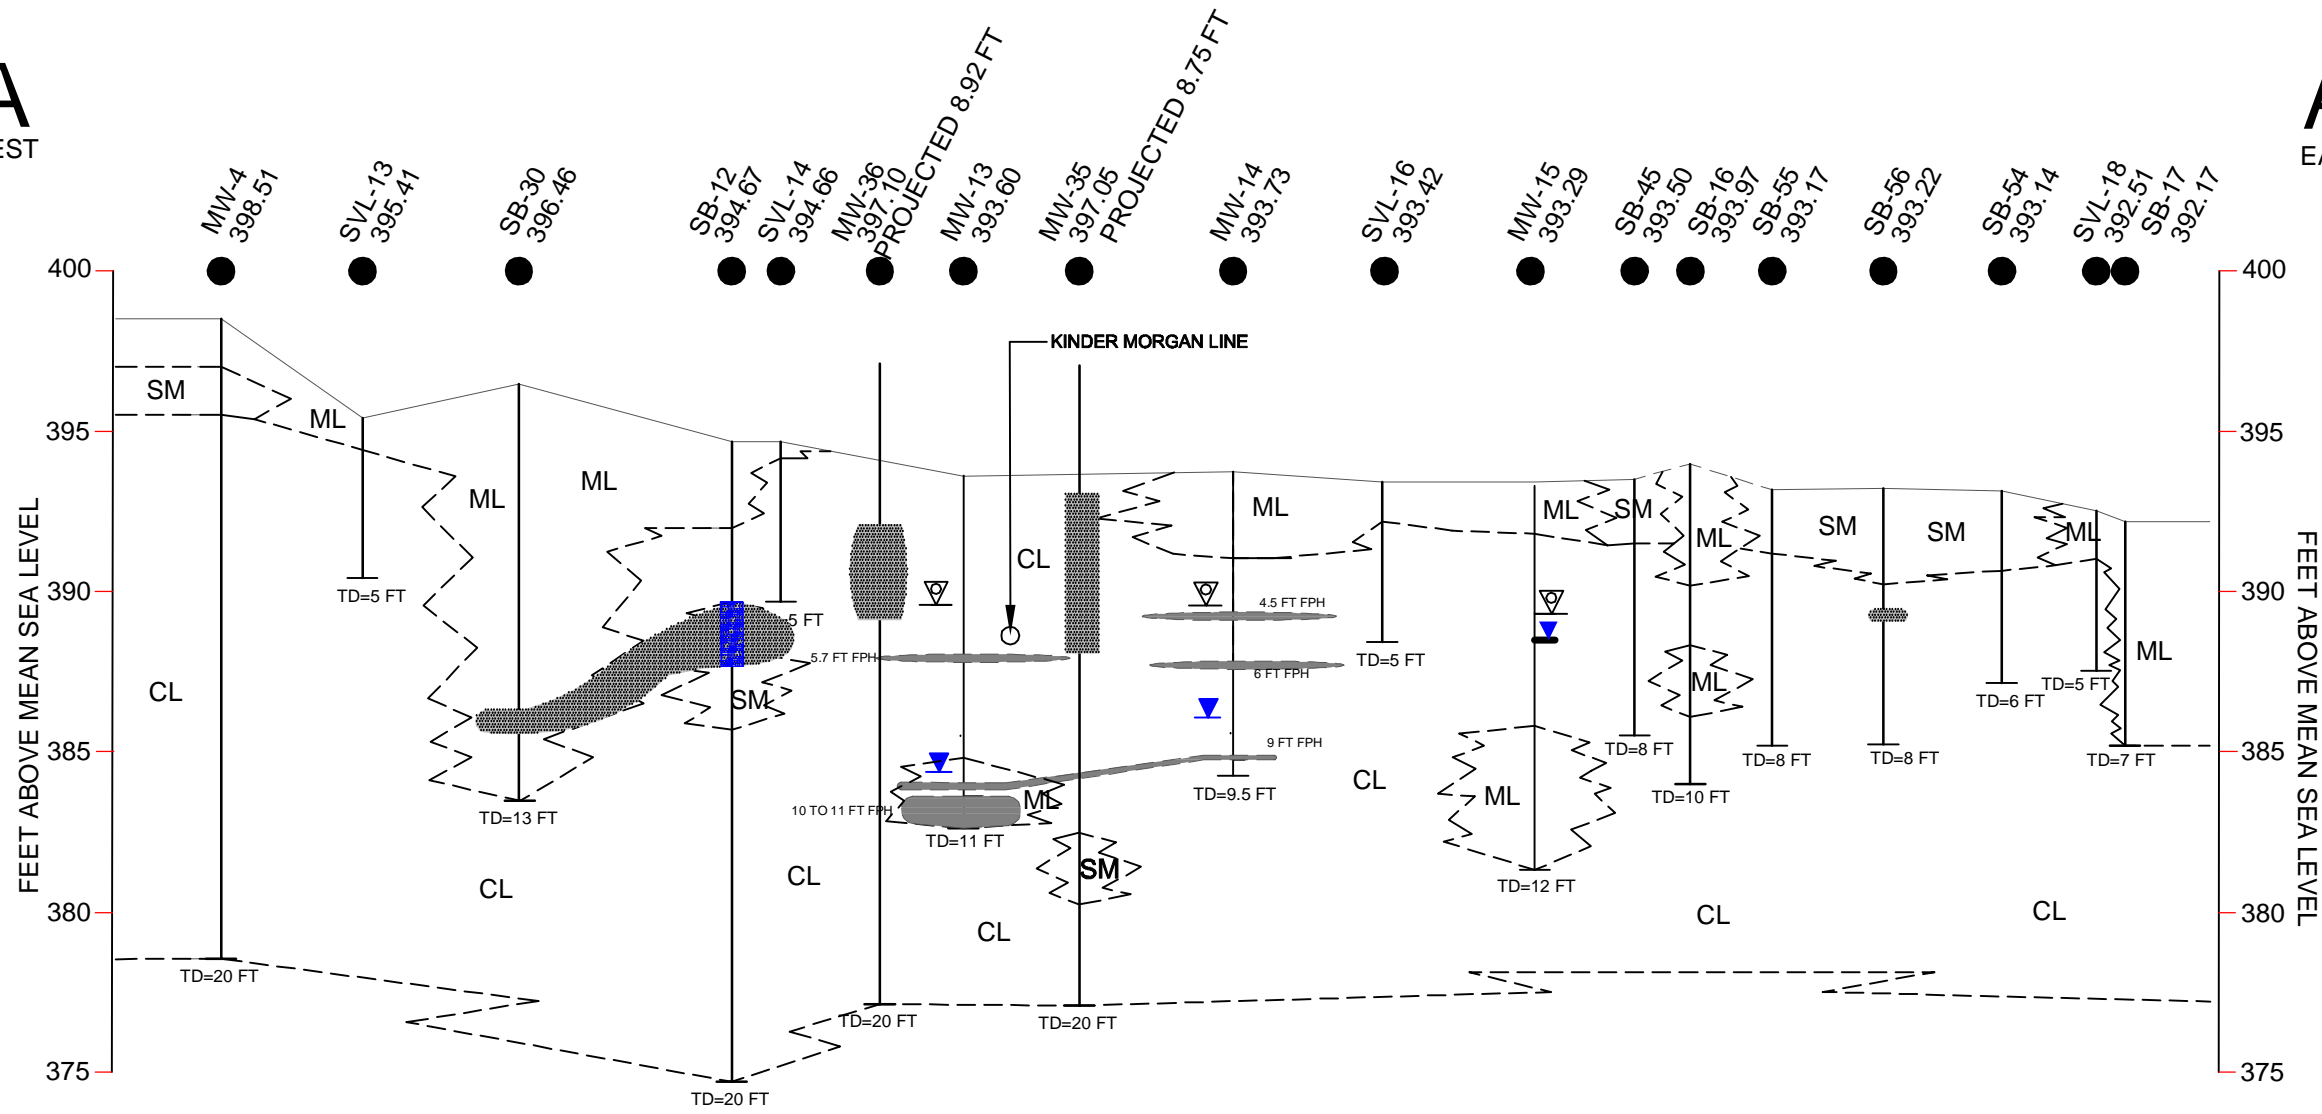 A
EST
A
EA
MW-4
398.51
SVL-13
395.41
SB-30
396.46
SB-12
394.67
SVL-14
394.66
MW-36
397.10
PROJECTED 8.92 FT
MW-13
393.60
MW-35
397.05
PROJECTED 8.75 FT
MW-14
393.73
SVL-16
393.42
MW-15
393.29
SB-45
393.50
SB-16
393.97
SB-55
393.17
SB-56
393.22
SB-54
393.14
SVL-18
392.51
SB-17
392.17
400
400
KINDER MORGAN LINE
SM
ML
395
395
ML
ML
ML
ML
SM
ML
SM
SM
ML
CL
390
390
TD=5 FT
5 FT
4.5 FT FPH
5.7 FT FPH
6 FT FPH
TD=5 FT
ML
CL
SM
ML
TD=6 FT
TD=5 FT
385
385
9 FT FPH
TD=8 FT
TD=8 FT
TD=8 FT
TD=7 FT
CL
TD=9.5 FT
ML
ML
TD=10 FT
10 TO 11 FT FPH
TD=13 FT
TD=11 FT
SM
CL
CL
TD=12 FT
380
380
CL
CL
CL
TD=20 FT
TD=20 FT
TD=20 FT
375
375
TD=20 FT
FEET ABOVE MEAN SEA LEVEL
FEET ABOVE MEAN SEA LEVEL